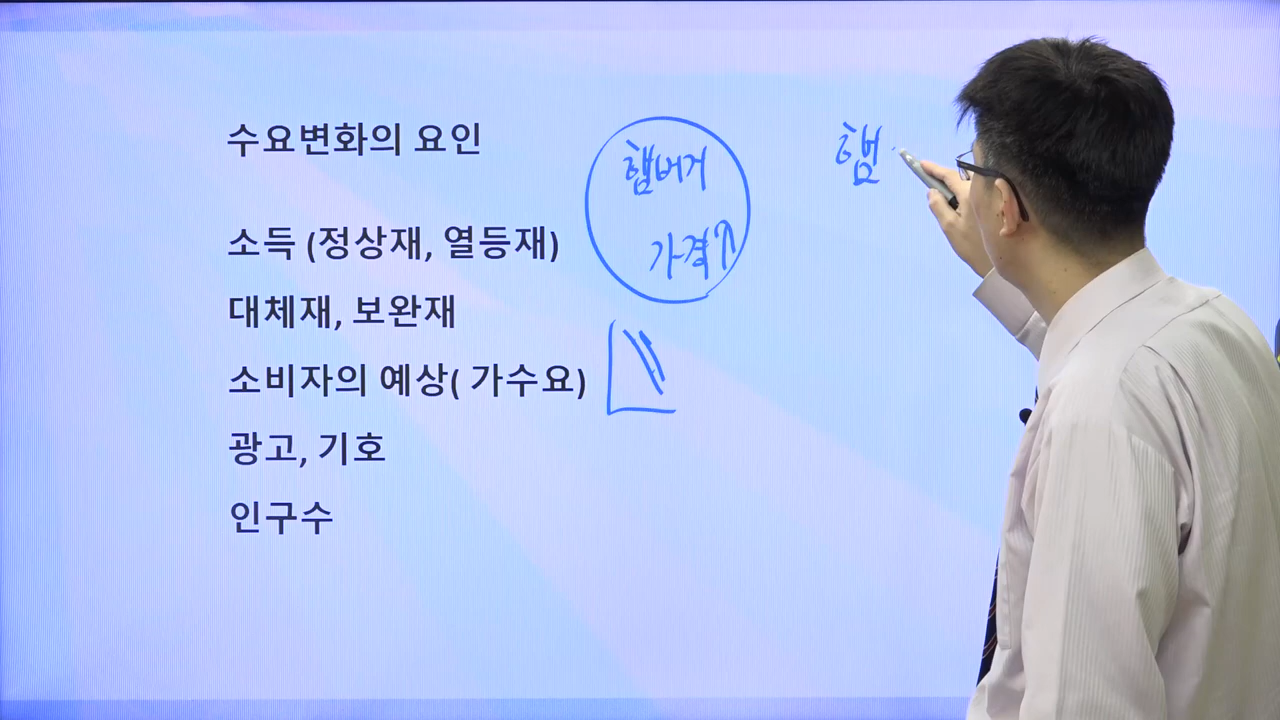 수요변화의 요인
소득 (정상재, 열등재)
대체재, 보완재
소비자의 예상( 가수요)
광고, 기호
인구수
햄버거
가격↑
햄버